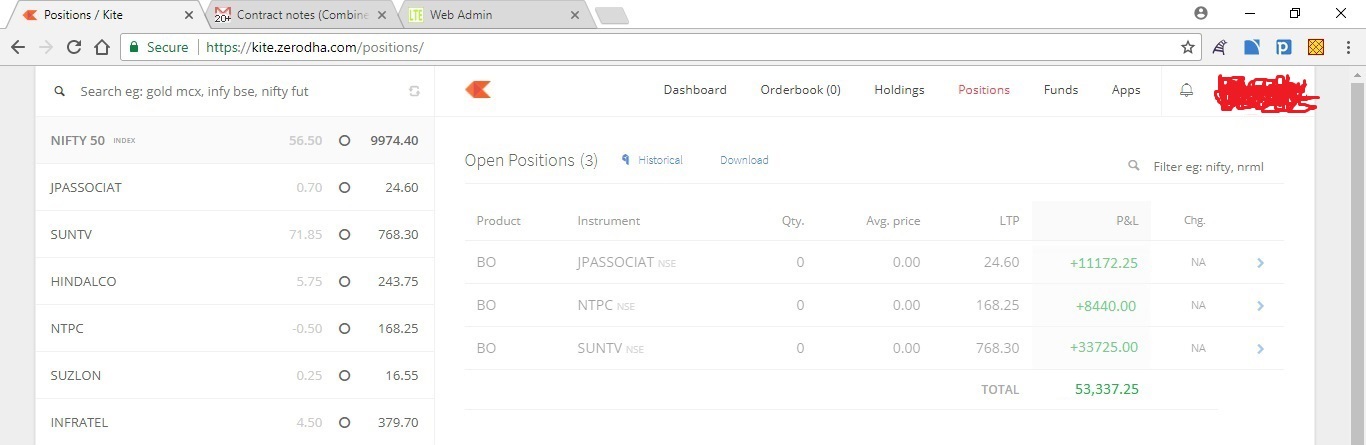 Positions / Kite
20+ Contract notes (Combine
LTE Web Admin
Secure https://kite.zerodha.com/positions/
Search eg: gold mcx, infy bse, nifty fut
Dashboard Orderbook (0) Holdings Positions Funds Apps
NIFTY 50 INDEX 56.50 9974.40
JPASSOCIAT 0.70 24.60
SUNTV 71.85 768.30
HINDALCO 5.75 243.75
NTPC -0.50 168.25
SUZLON 0.25 16.55
INFRATEL 4.50 379.70
Open Positions (3) Historical Download Filter eg: nifty, nrml
Product Instrument Qty. Avg. price LTP P&L Chg.
BO JPASSOCIAT NSE 0 0.00 24.60 +11172.25 NA
BO NTPC NSE 0 0.00 168.25 +8440.00 NA
BO SUNTV NSE 0 0.00 768.30 +33725.00 NA
TOTAL 53,337.25